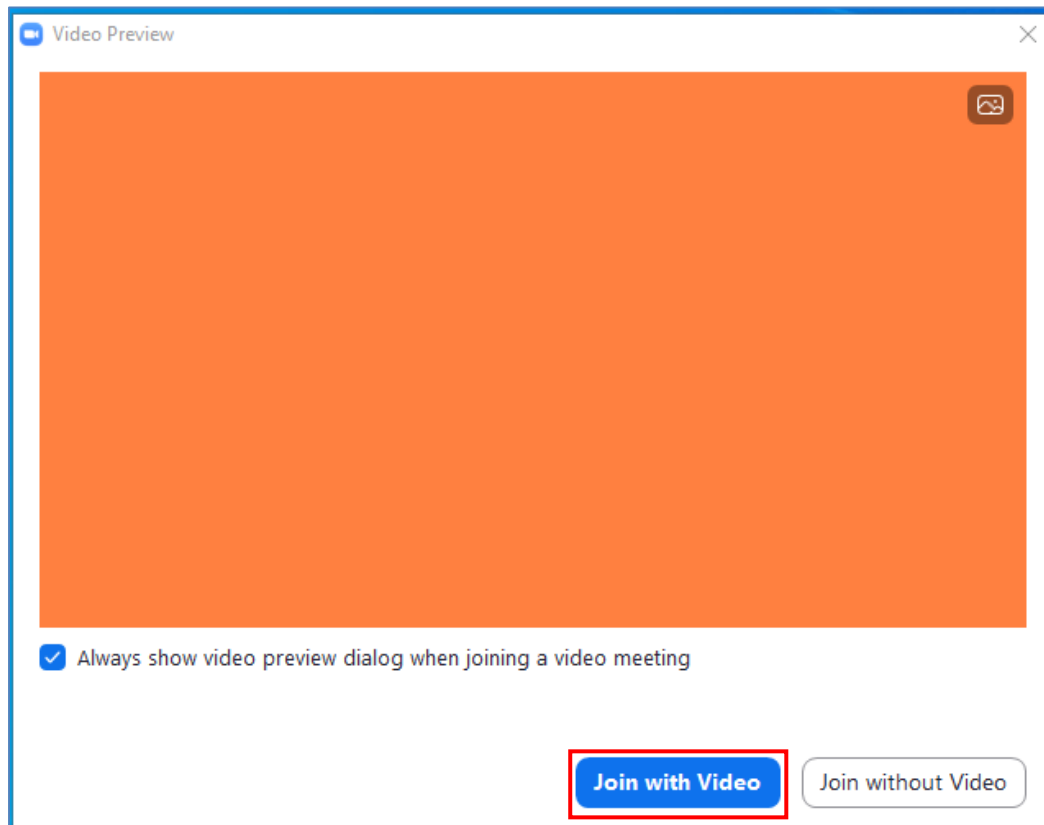 Video Preview
Always show video preview dialog when joining a video meeting
Join with Video
Join without Video